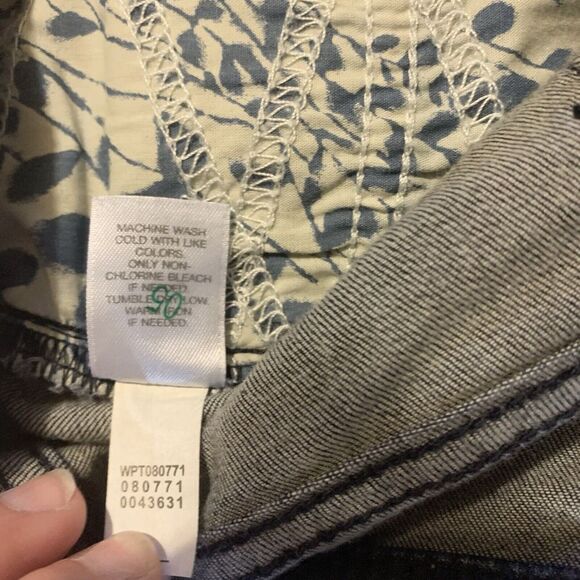 MACHINE WASH
COLD WITH LIKE
COLORS.
ONLY NON-
CHLORINE BLEACH
IF NEEDED.
TUMBLE DRY LOW.
WARM IRON
IF NEEDED.
WPT080771
080771
0043631